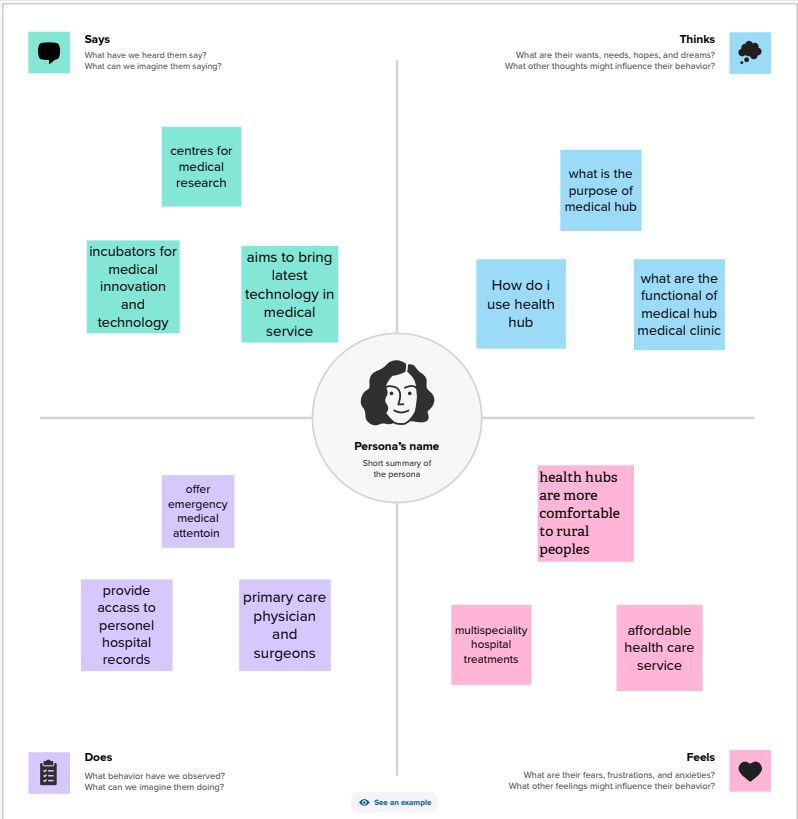 Says
What have we heard them say?
What can we imagine them saying?
Thinks
What are their wants, needs, hopes, and dreams?
What other thoughts might influence their behavior?
centres for
medical
research
incubators for
medical
innovation
and
technology
aims to bring
latest
technology in
medical
service
what is the
purpose of
medical hub
How do i
use health
hub
what are the
functional of
medical hub
medical clinic
Persona's name
Short summary of
the persona
offer
emergency
medical
attentoin
provide
access to
personel
hospital
records
primary care
physician
and
surgeons
health hubs
are more
comfortable
to rural
peoples
multispeciality
hospital
treatments
affordable
health care
service
Does
What behavior have we observed?
What can we imagine them doing?
Feels
What are their fears, frustrations, and anxieties?
What other feelings might influence their behavior?
See an example